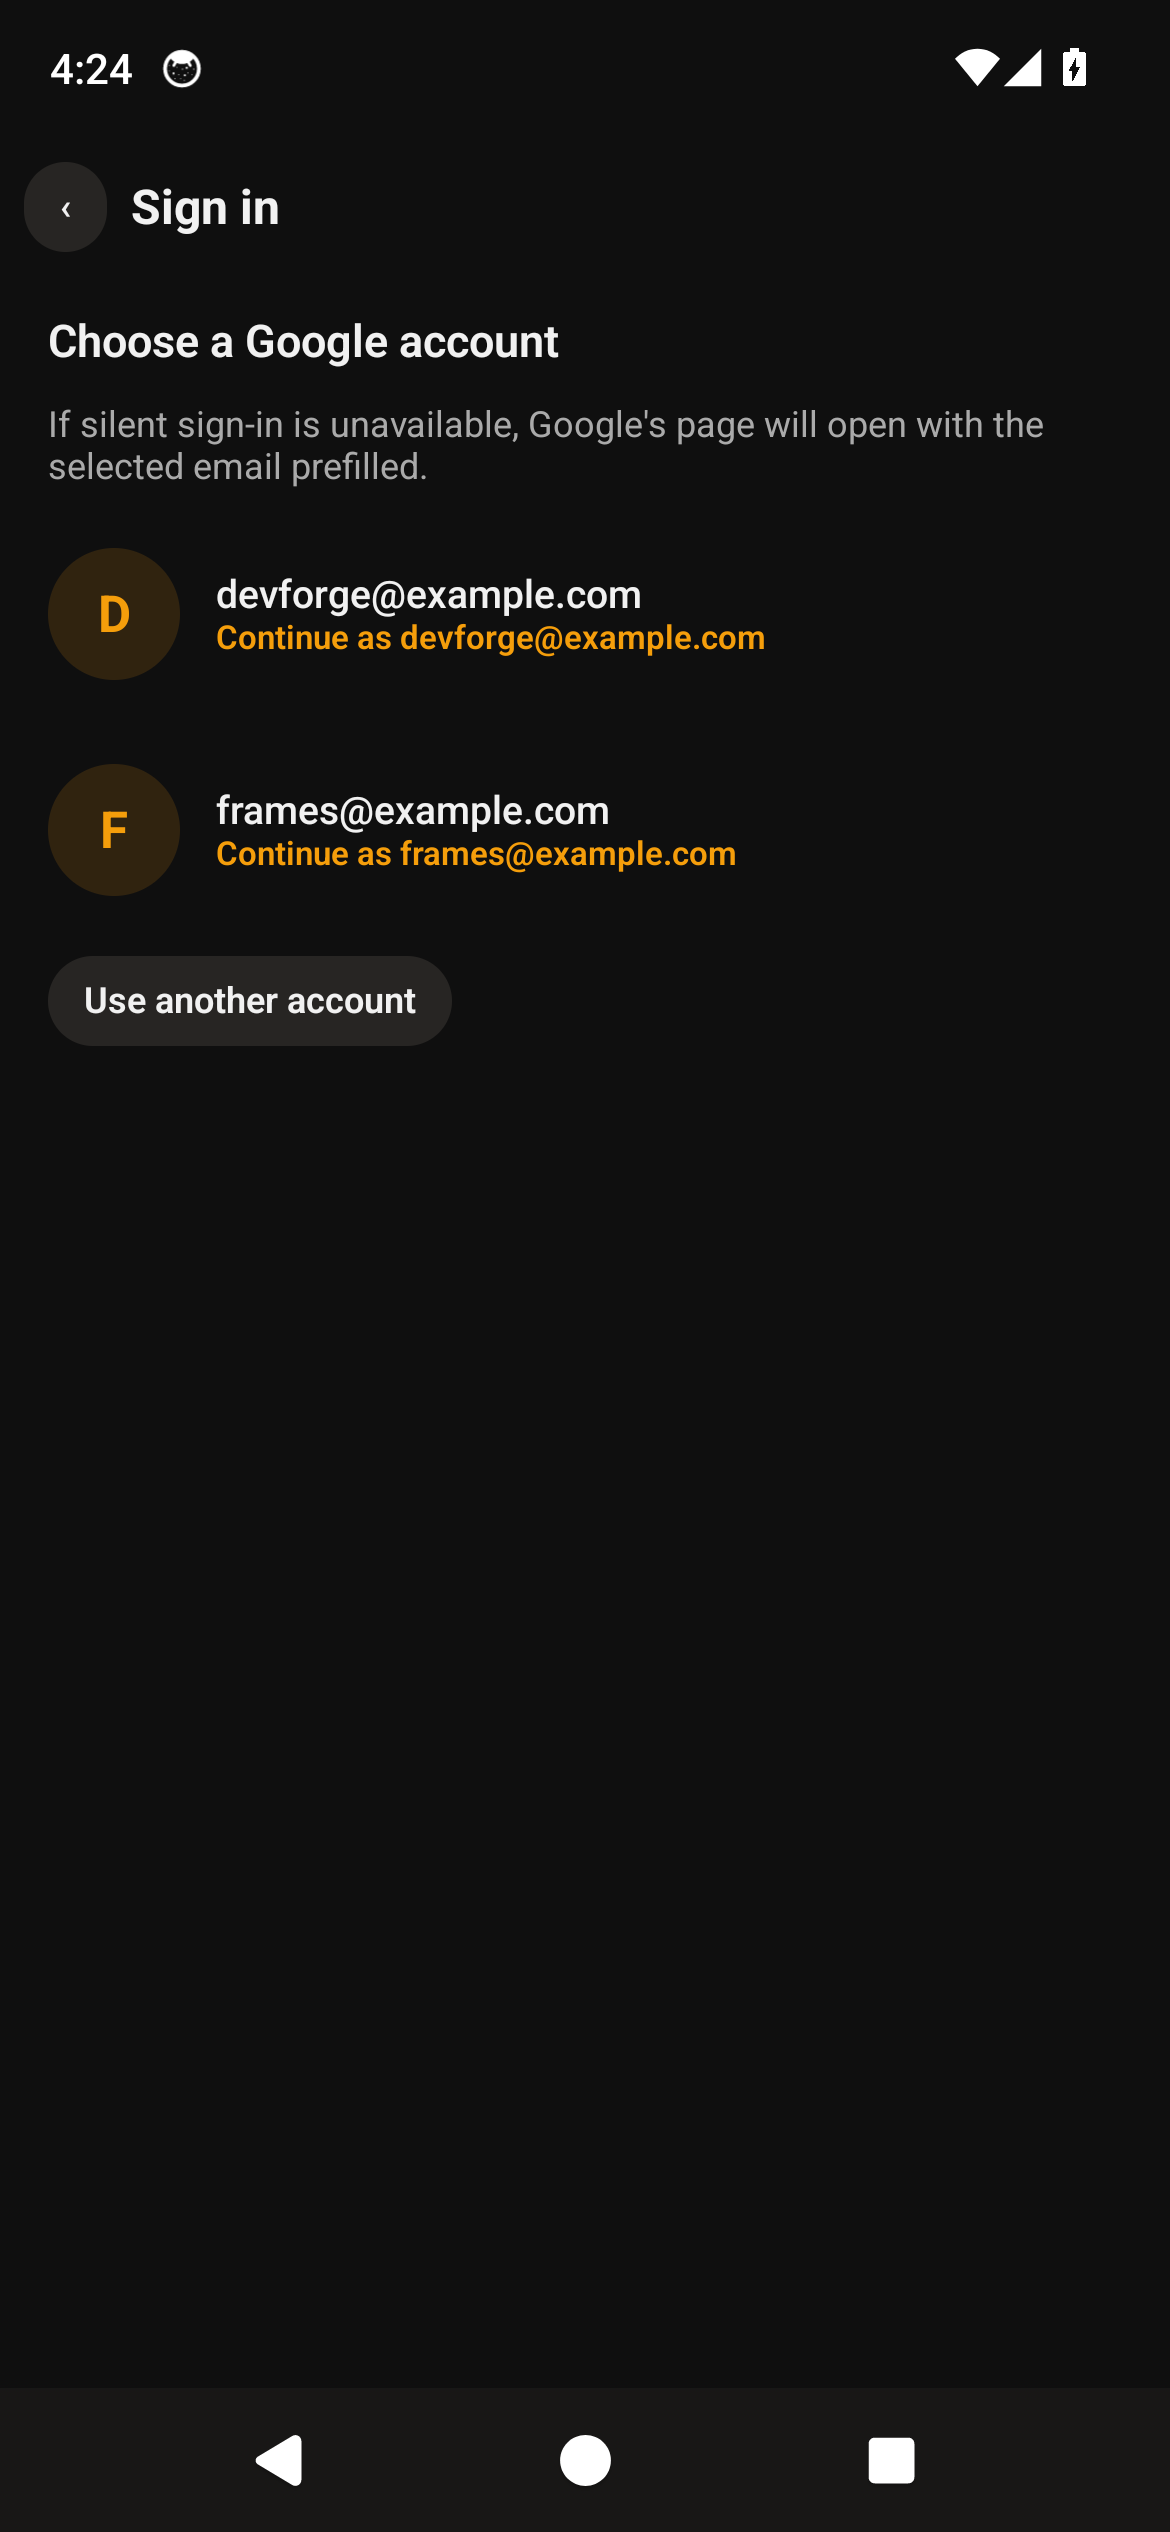 4:24
‹
Sign in
Choose a Google account
If silent sign-in is unavailable, Google's page will open with the
selected email prefilled.
D
devforge@example.com
Continue as devforge@example.com
F
frames@example.com
Continue as frames@example.com
Use another account